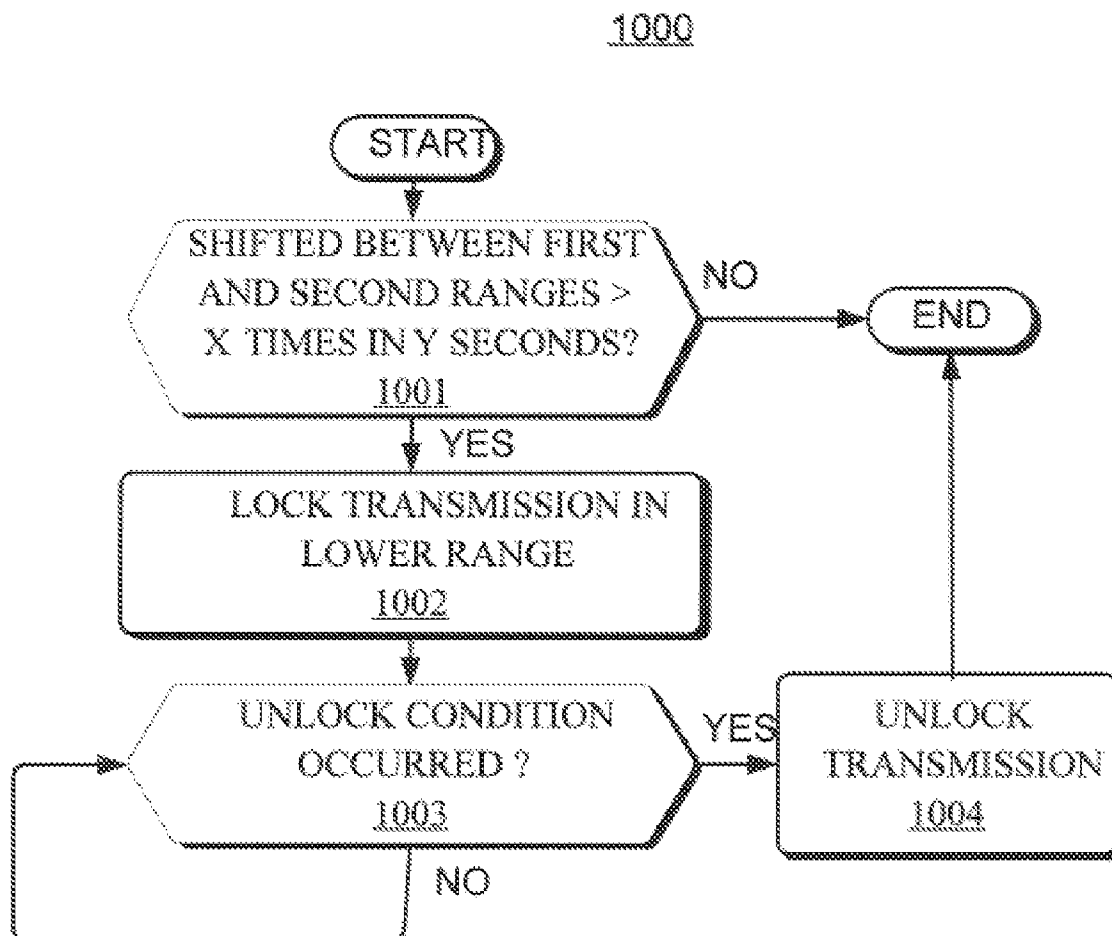 1000
START
SHIFTED BETWEEN FIRST
AND SECOND RANGES >
X TIMES IN Y SECONDS?
1001
NO
END
YES
LOCK TRANSMISSION IN
LOWER RANGE
1002
UNLOCK CONDITION
OCCURRED ?
1003
YES
UNLOCK
TRANSMISSION
1004
NO